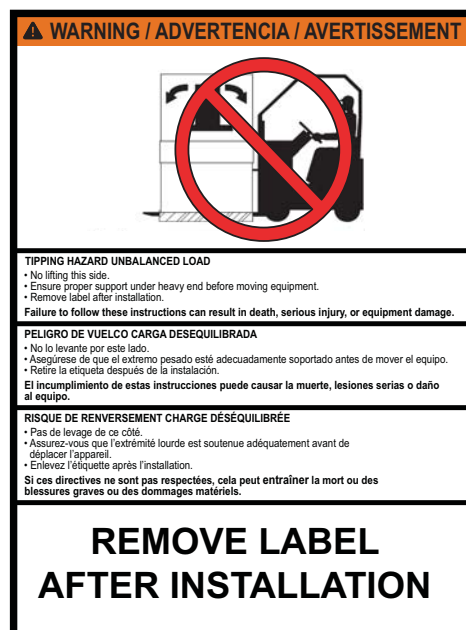 WARNING / ADVERTENCIA / AVERTISSEMENT
TIPPING HAZARD UNBALANCED LOAD
• No lifting this side.
• Ensure proper support under heavy end before moving equipment.
• Remove label after installation.
Failure to follow these instructions can result in death, serious injury, or equipment damage.
PELIGRO DE VUELCO CARGA DESEQUILIBRADA
• No lo levante por este lado.
• Asegúrese de que el extremo pesado esté adecuadamente soportado antes de mover el equipo.
• Retire la etiqueta después de la instalación.
El incumplimiento de estas instrucciones puede causar la muerte, lesiones serias o daño
al equipo.
RISQUE DE RENVERSEMENT CHARGE DÉSÉQUILIBRÉE
• Pas de levage de ce côté.
• Assurez-vous que l'extrémité lourde est soutenue adéquatement avant de
déplacer l'appareil.
• Enlevez l'étiquette après l'installation.
Si ces directives ne sont pas respectées, cela peut entraîner la mort ou des
blessures graves ou des dommages matériels.
REMOVE LABEL
AFTER INSTALLATION